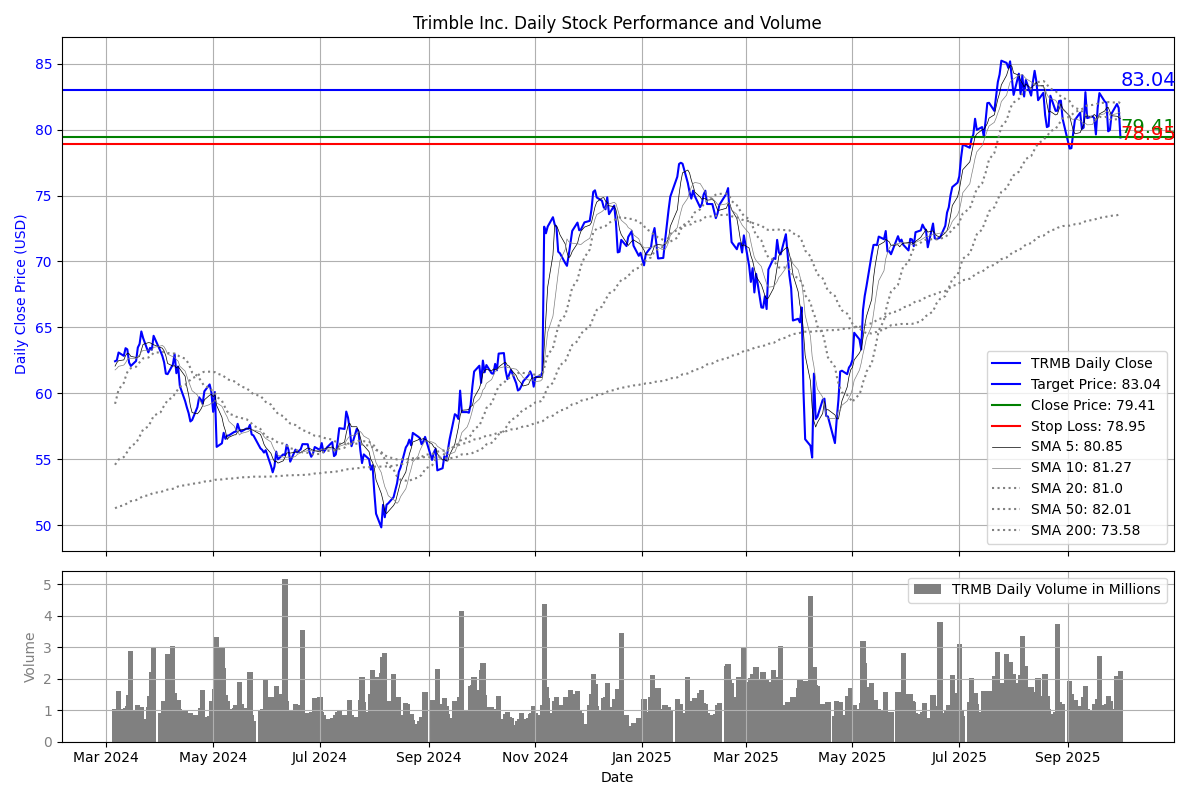 Trimble Inc. Daily Stock Performance and Volume
Daily Close Price (USD)
85
80
75
70
65
60
55
50
83.04
79.41
78.95
TRMB Daily Close
Target Price: 83.04
Close Price: 79.41
Stop Loss: 78.95
SMA 5: 80.85
SMA 10: 81.27
SMA 20: 81.0
SMA 50: 82.01
SMA 200: 73.58
Volume
5
4
3
2
1
0
TRMB Daily Volume in Millions
Mar 2024 May 2024 Jul 2024 Sep 2024 Nov 2024 Jan 2025 Mar 2025 May 2025 Jul 2025 Sep 2025
Date